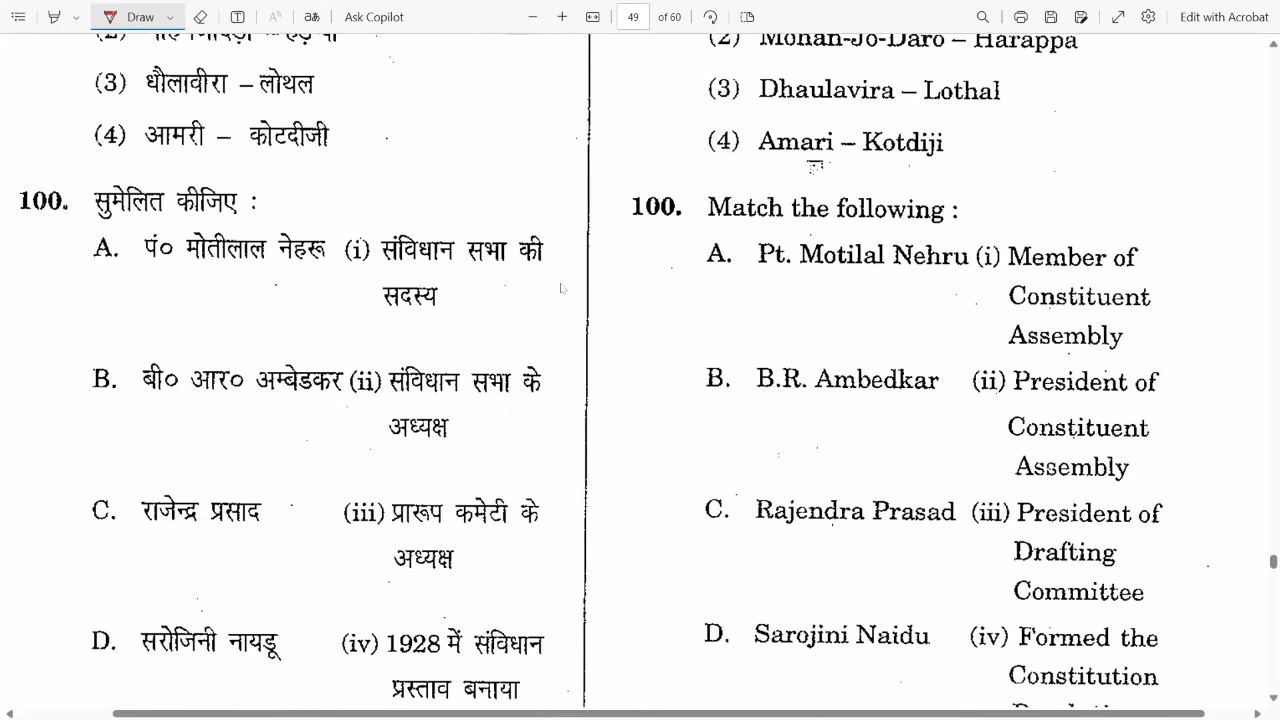 Draw
Ask Copilot
49 of 60
Edit with Acrobat
(3) धौलावीरा – लोथल
(4) आमरी – कोटदीजी
100. सुमेलित कीजिए :
A. पं० मोतीलाल नेहरू (i) संविधान सभा की
सदस्य
B. बी० आर० अम्बेडकर (ii) संविधान सभा के
अध्यक्ष
C. राजेन्द्र प्रसाद (iii) प्रारूप कमेटी के
अध्यक्ष
D. सरोजिनी नायडू (iv) 1928 में संविधान
प्रस्ताव बनाया
(2) Mohan-Jo-Daro – Harappa
(3) Dhaulavira – Lothal
(4) Amari – Kotdiji
100. Match the following :
A. Pt. Motilal Nehru (i) Member of
Constituent
Assembly
B. B.R. Ambedkar (ii) President of
Constituent
Assembly
C. Rajendra Prasad (iii) President of
Drafting
Committee
D. Sarojini Naidu (iv) Formed the
Constitution